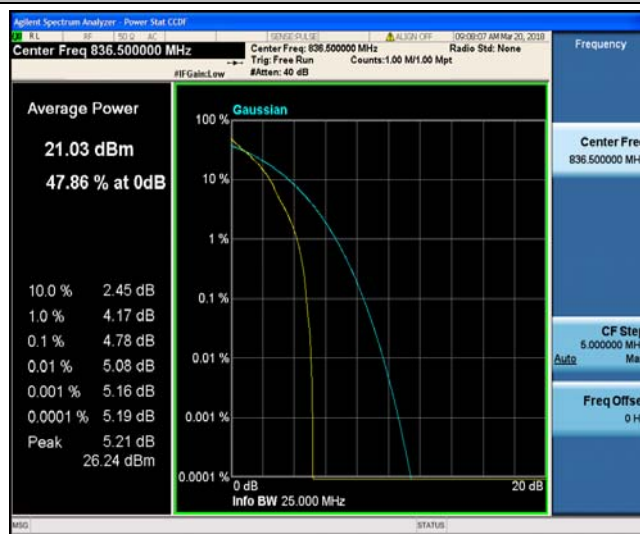 Agilent Spectrum Analyzer - Power Stat CCDF
RL RF 50 Ω AC SENSE:PULSE ALIGN OFF 09:08:07 AM Mar 20, 2018
Center Freq 836.500000 MHz
Center Freq: 836.500000 MHz Radio Std: None
Trig: Free Run Counts:1.00 M/1.00 Mpt
#IFGain:Low #Atten: 40 dB
Frequency
Average Power
21.03 dBm
47.86 % at 0dB
10.0 % 2.45 dB
1.0 % 4.17 dB
0.1 % 4.78 dB
0.01 % 5.08 dB
0.001 % 5.16 dB
0.0001 % 5.19 dB
Peak 5.21 dB
26.24 dBm
Gaussian
100 %
10 %
1 %
0.1 %
0.01 %
0.001 %
0.0001 %
0 dB 20 dB
Info BW 25.000 MHz
Center Fre
836.500000 MH
CF Ste
5.000000 MH
Auto Ma
Freq Offse
0 H
MSG STATUS